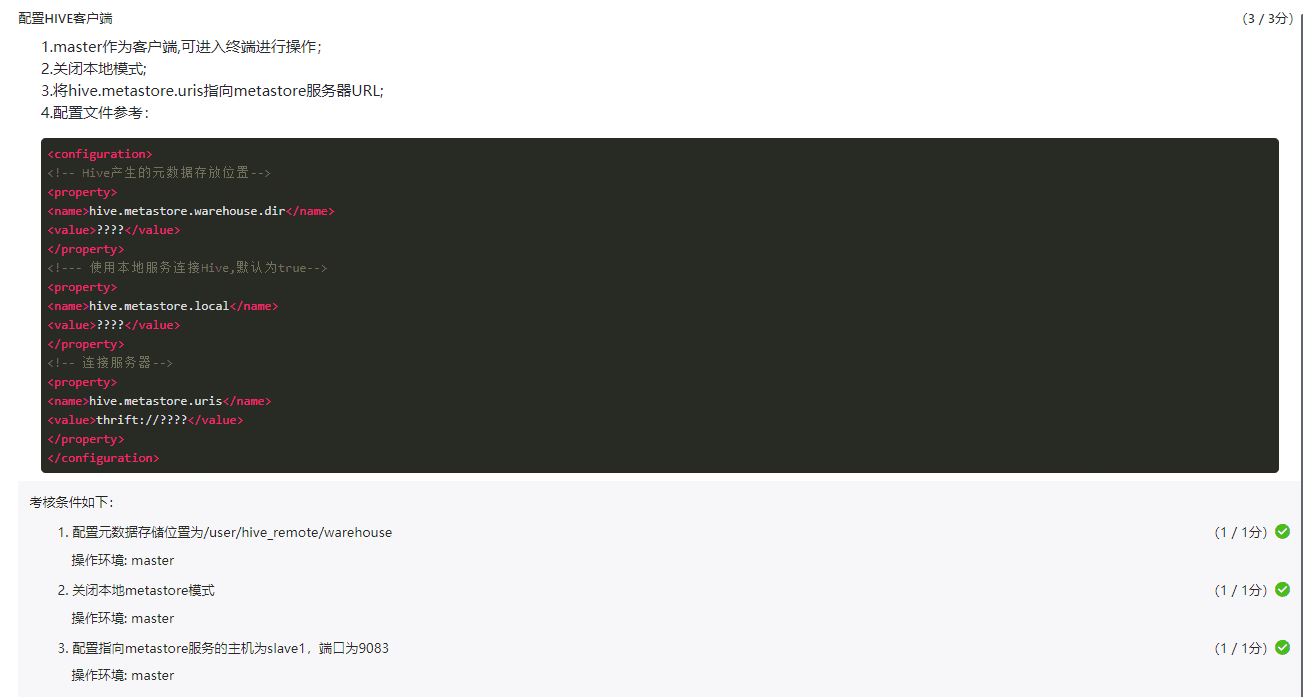 配置HIVE客户端 (3 / 3分)
1.master作为客户端,可进入终端进行操作；
2.关闭本地模式;
3.将hive.metastore.uris指向metastore服务器URL;
4.配置文件参考：
<configuration>
<!-- Hive产生的元数据存放位置-->
<property>
<name>hive.metastore.warehouse.dir</name>
<value>????</value>
</property>
<!--- 使用本地服务连接Hive,默认为true-->
<property>
<name>hive.metastore.local</name>
<value>????</value>
</property>
<!-- 连接服务器-->
<property>
<name>hive.metastore.uris</name>
<value>thrift://????</value>
</property>
</configuration>
考核条件如下：
1. 配置元数据存储位置为/user/hive_remote/warehouse (1 / 1分)
操作环境: master
2. 关闭本地metastore模式 (1 / 1分)
操作环境: master
3. 配置指向metastore服务的主机为slave1，端口为9083 (1 / 1分)
操作环境: master